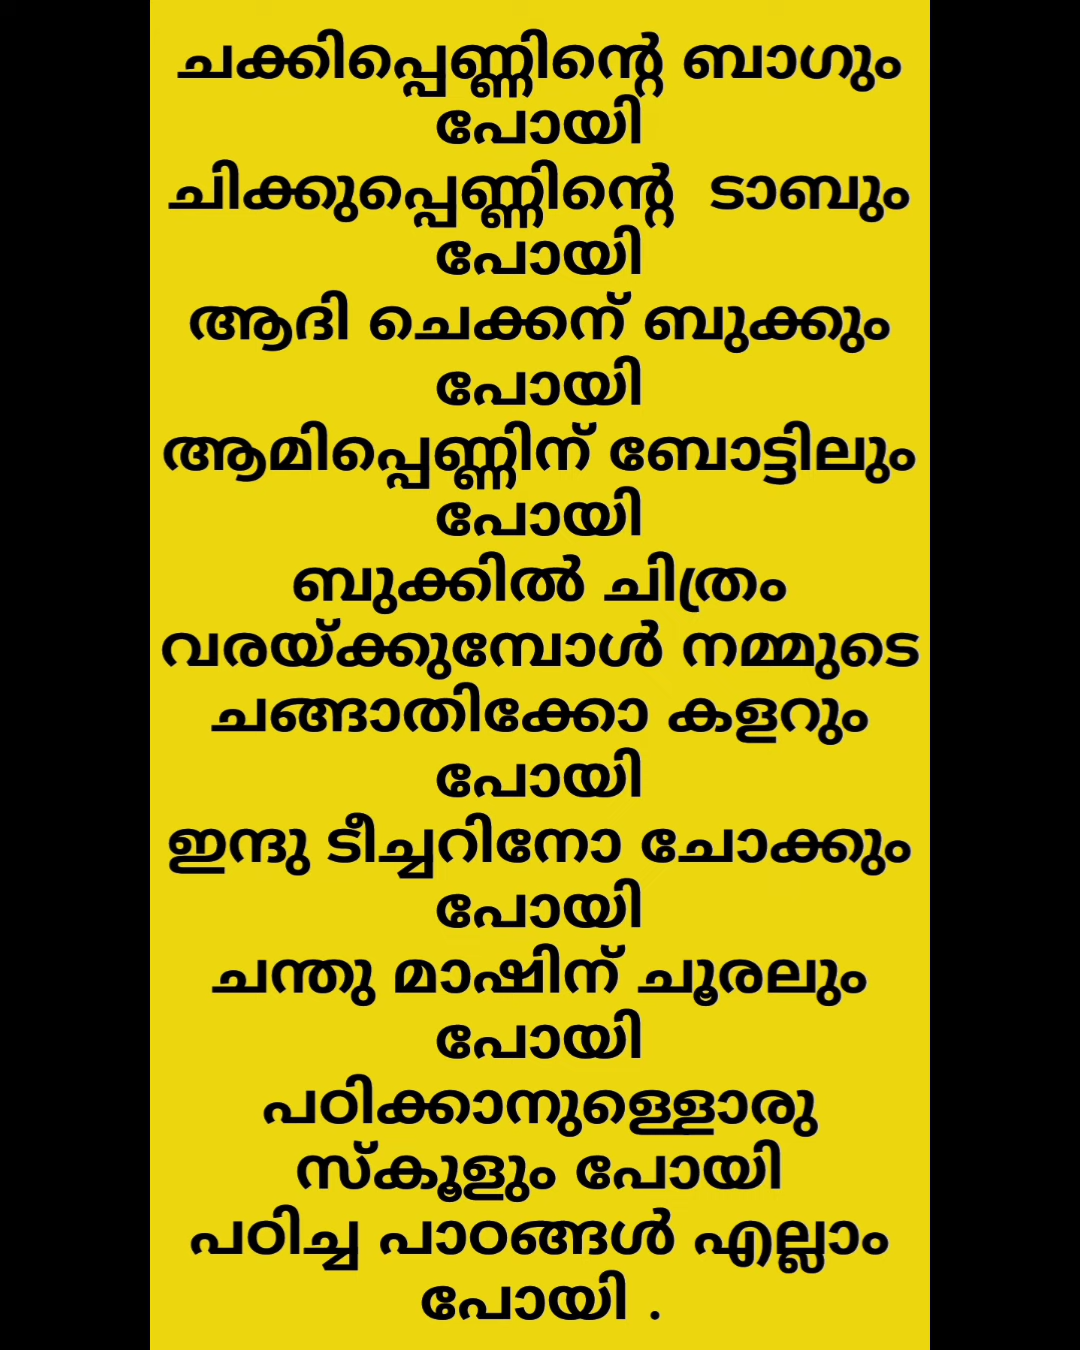 ചക്കിപ്പെണ്ണിന്റെ ബാഗും
പോയി
ചിക്കുപ്പെണ്ണിന്റെ ടാബും
പോയി
ആദി ചെക്കന് ബുക്കും
പോയി
ആമിപ്പെണ്ണിന് ബോട്ടിലും
പോയി
ബുക്കിൽ ചിത്രം
വരയ്ക്കുമ്പോൾ നമ്മുടെ
ചങ്ങാതിക്കോ കളറും
പോയി
ഇന്ദു ടീച്ചറിനോ ചോക്കും
പോയി
ചന്തു മാഷിന് ചൂരലും
പോയി
പഠിക്കാനുള്ളൊരു
സ്കൂളും പോയി
പഠിച്ച പാഠങ്ങൾ എല്ലാം
പോയി .